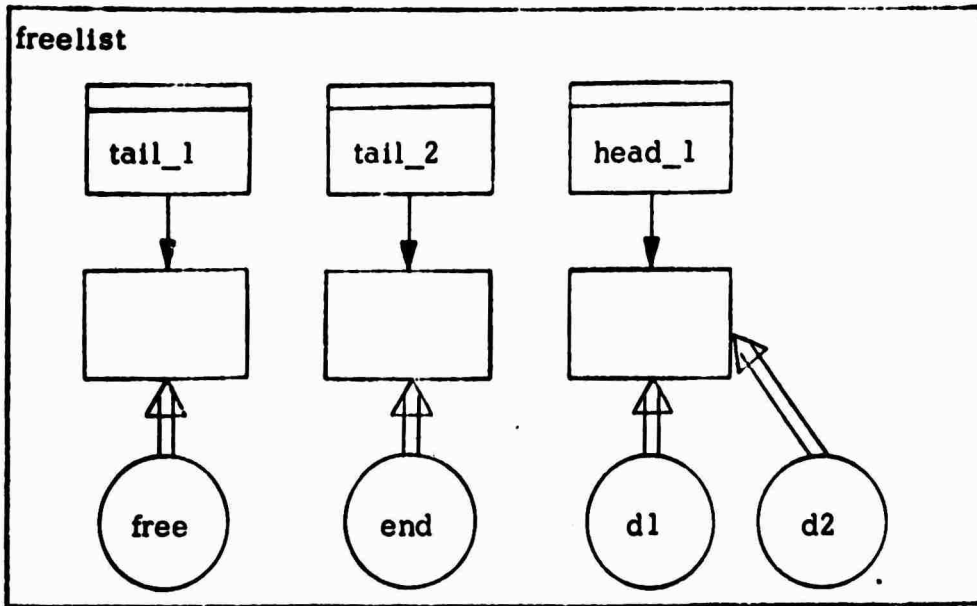 freelist
tail_1
tail_2
head_1
free
end
d1
d2